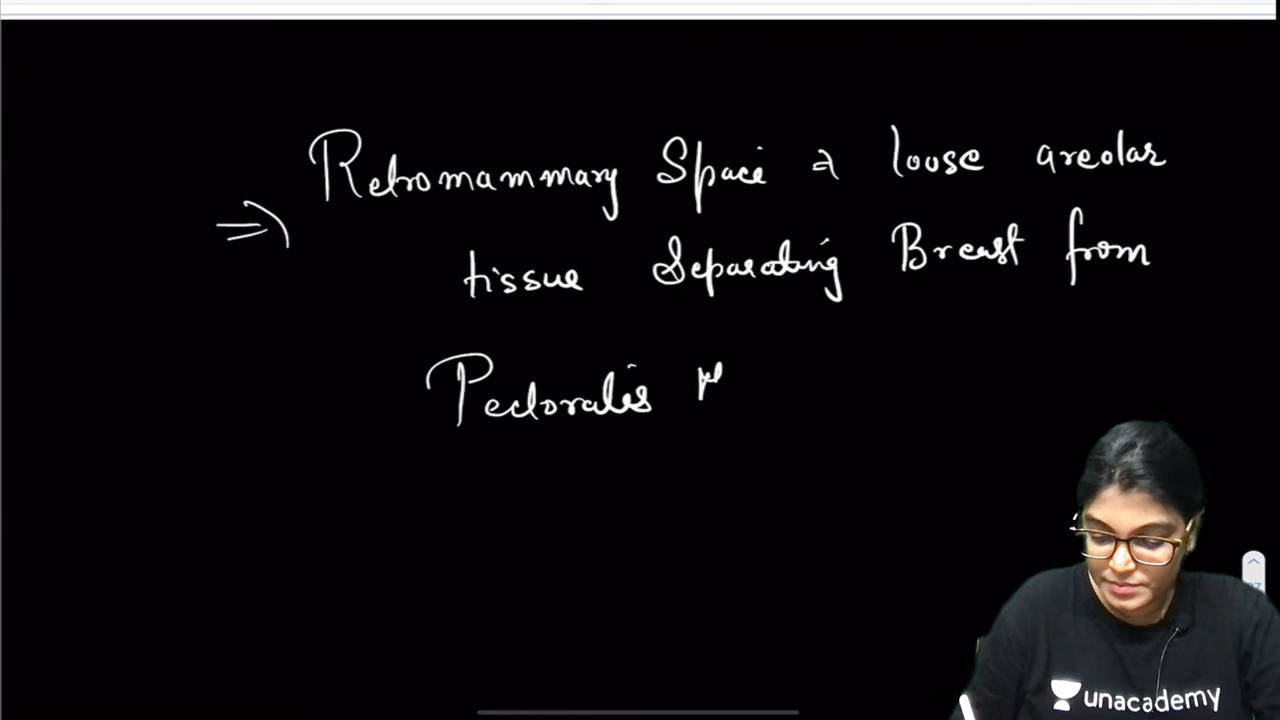 ⇒ Retromammary Space → loose areolar
tissue Separating Breast from
Pectoralis
unacademy